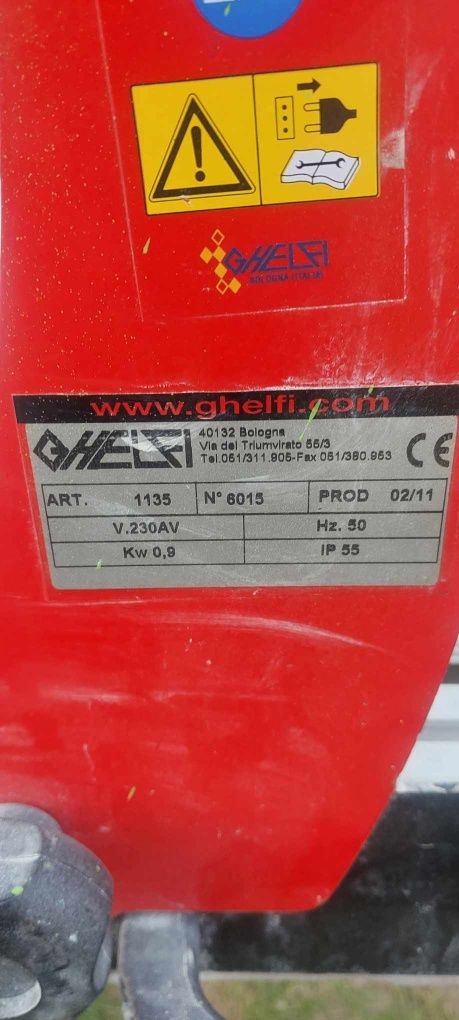 GHELFI
BOLOGNA (ITALIA)
www.ghelfi.com
GHELFI
40132 Bologna
Via del Triumvirato 55/3
Tel.051/311.905-Fax 051/380.953
CE
ART. 1135 N° 6015 PROD 02/11
V.230AV Hz. 50
Kw 0,9 IP 55